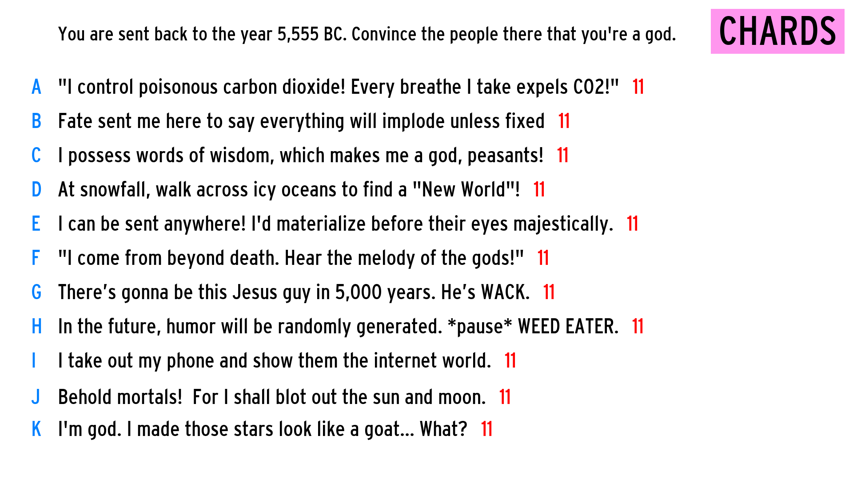 You are sent back to the year 5,555 BC. Convince the people there that you're a god.
CHARDS
A "I control poisonous carbon dioxide! Every breathe I take expels CO2!" 11
B Fate sent me here to say everything will implode unless fixed 11
C I possess words of wisdom, which makes me a god, peasants! 11
D At snowfall, walk across icy oceans to find a "New World"! 11
E I can be sent anywhere! I'd materialize before their eyes majestically. 11
F "I come from beyond death. Hear the melody of the gods!" 11
G There’s gonna be this Jesus guy in 5,000 years. He’s WACK. 11
H In the future, humor will be randomly generated. *pause* WEED EATER. 11
I I take out my phone and show them the internet world. 11
J Behold mortals!  For I shall blot out the sun and moon. 11
K I'm god. I made those stars look like a goat... What? 11